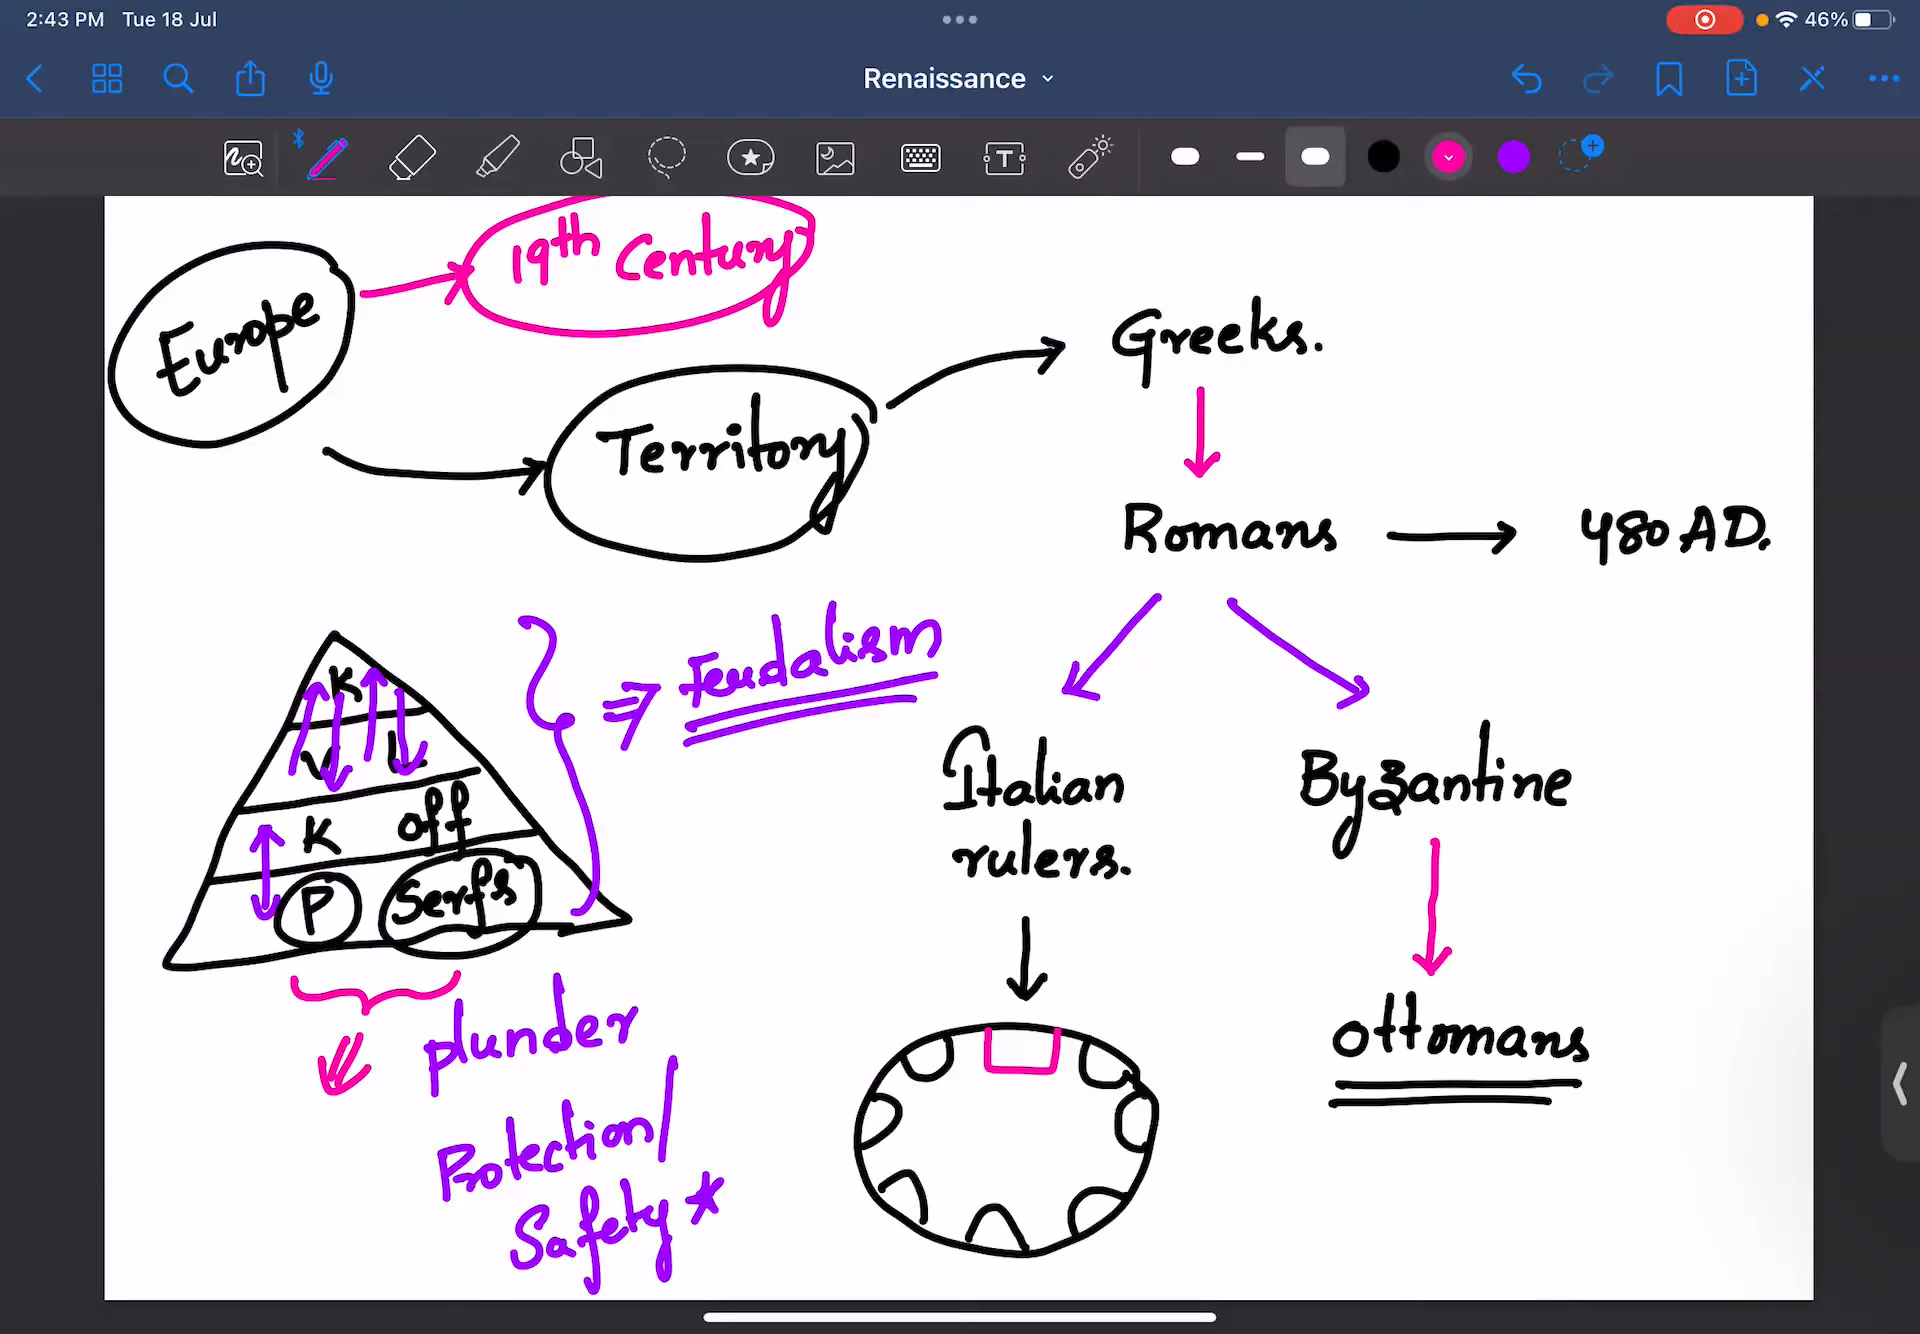 2:43 PM Tue 18 Jul
46%
Renaissance
T
19th Century
Europe
Greeks.
Territory
Romans
480 AD.
Feudalism
K
V L
K off
P Serfs
Italian
rulers.
Byzantine
plunder
Protection/
Safety *
ottomans